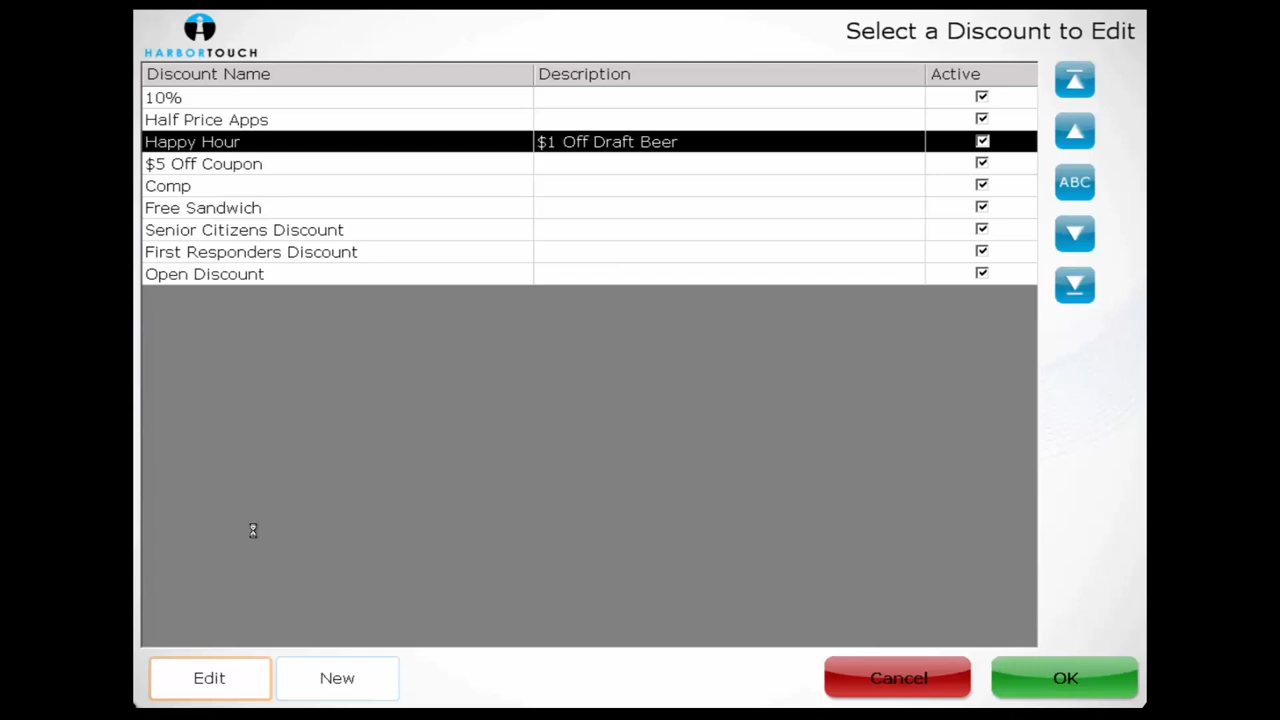 HARBORTOUCH
Select a Discount to Edit
Discount Name Description Active
10%
Half Price Apps
Happy Hour $1 Off Draft Beer
$5 Off Coupon
Comp
Free Sandwich
Senior Citizens Discount
First Responders Discount
Open Discount
ABC
Edit New Cancel OK